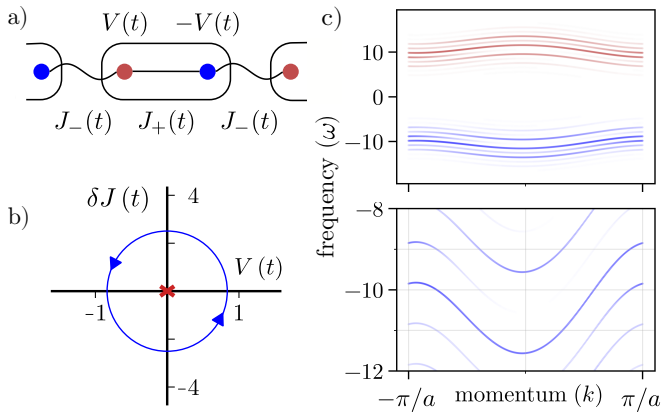 a)
V(t)
−V(t)
J₋(t)
J₊(t)
J₋(t)
b)
δJ (t)
4
V (t)
-1
1
-4
c)
10
0
−10
frequency (ω)
−8
−10
−12
−π/a
momentum (k)
π/a